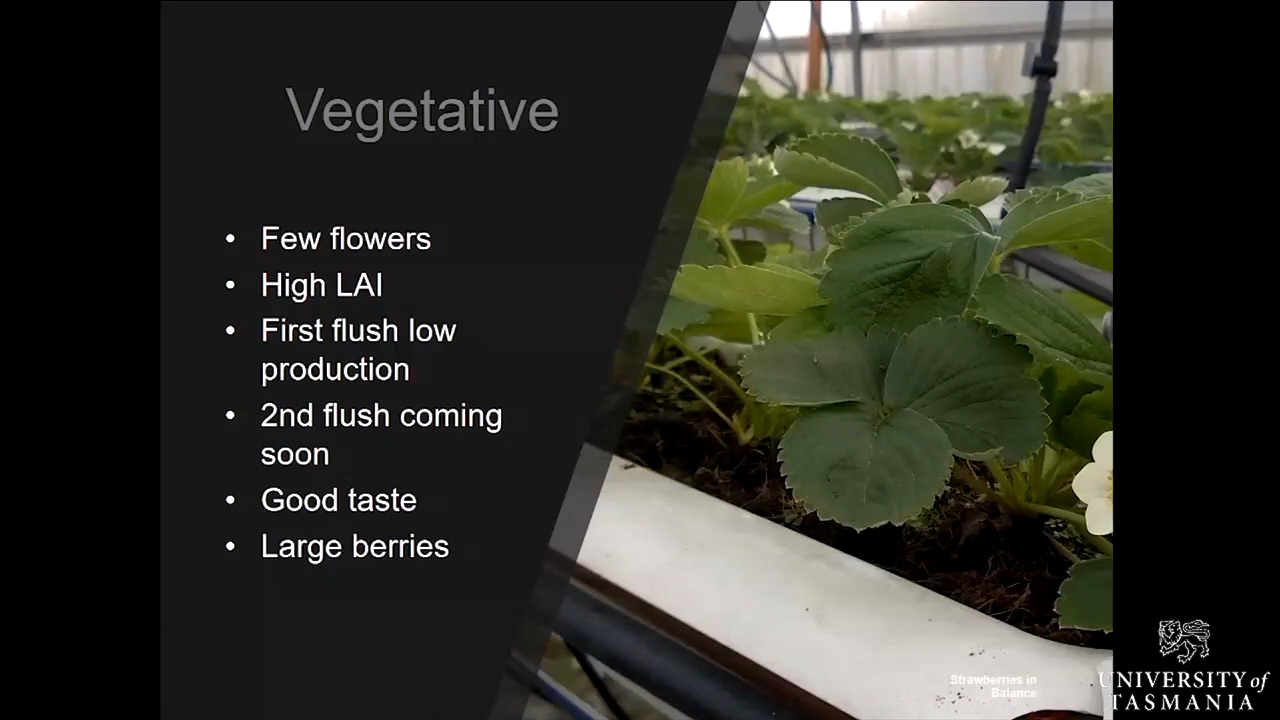 Vegetative
• Few flowers
• High LAI
• First flush low
production
• 2nd flush coming
soon
• Good taste
• Large berries
Strawberries in
Balance
UNIVERSITY of
TASMANIA